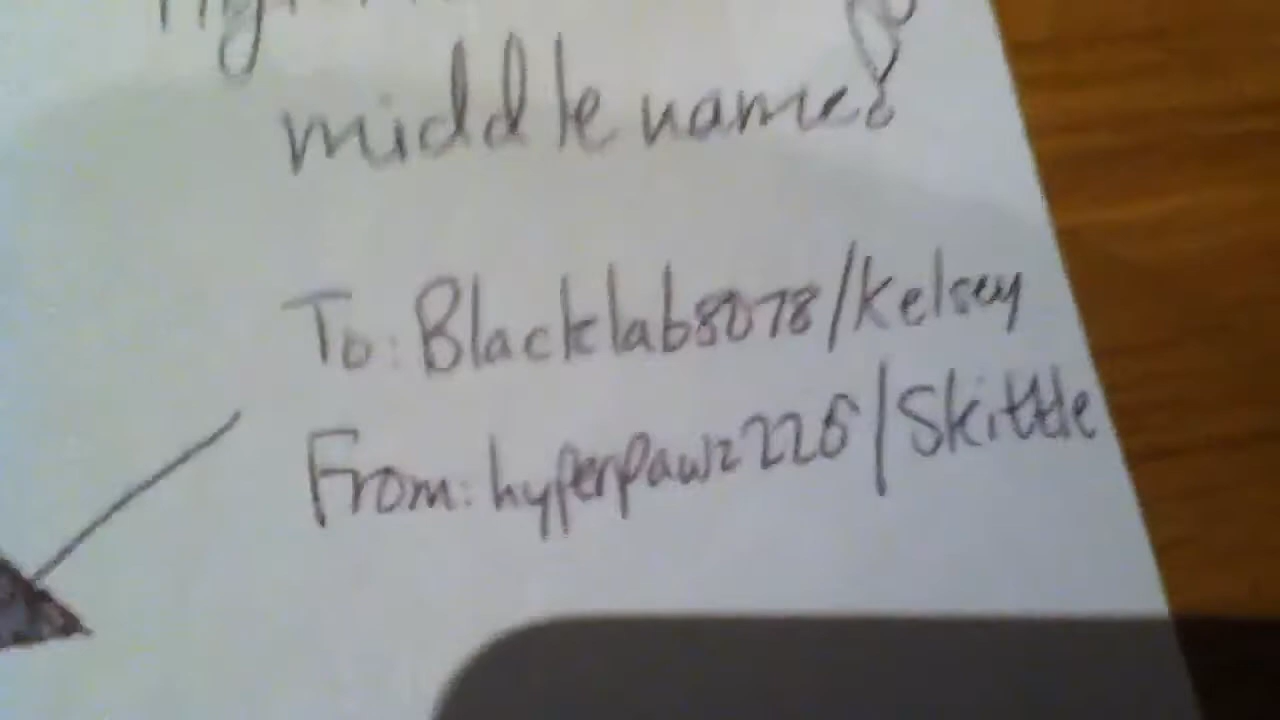 middle name?
To: Blacklab8078/Kelsey
From: hyperpawz226/Skittle